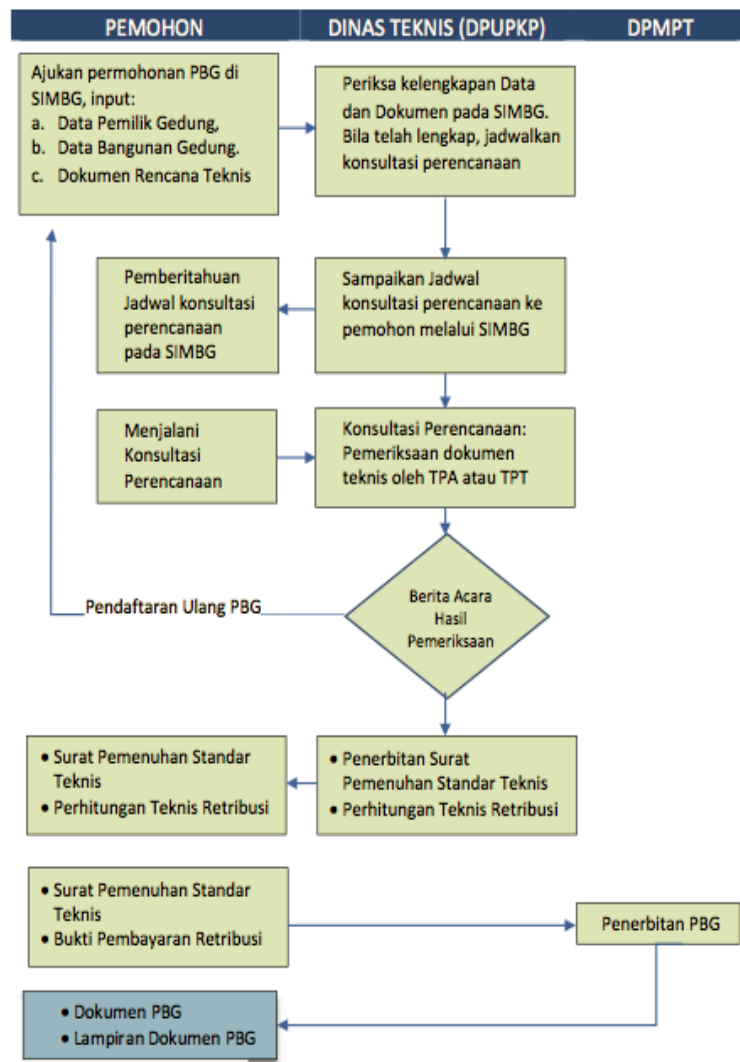 PEMOHON
DINAS TEKNIS (DPUPKP)
DPMPT
Ajukan permohonan PBG di
SIMBG, input:
a. Data Pemilik Gedung,
b. Data Bangunan Gedung.
c. Dokumen Rencana Teknis
Periksa kelengkapan Data
dan Dokumen pada SIMBG.
Bila telah lengkap, jadwalkan
konsultasi perencanaan
Pemberitahuan
Jadwal konsultasi
perencanaan
pada SIMBG
Sampaikan Jadwal
konsultasi perencanaan ke
pemohon melalui SIMBG
Menjalani
Konsultasi
Perencanaan
Konsultasi Perencanaan:
Pemeriksaan dokumen
teknis oleh TPA atau TPT
Pendaftaran Ulang PBG
Berita Acara
Hasil
Pemeriksaan
• Surat Pemenuhan Standar
Teknis
• Perhitungan Teknis Retribusi
• Penerbitan Surat
Pemenuhan Standar Teknis
• Perhitungan Teknis Retribusi
• Surat Pemenuhan Standar
Teknis
• Bukti Pembayaran Retribusi
Penerbitan PBG
• Dokumen PBG
• Lampiran Dokumen PBG